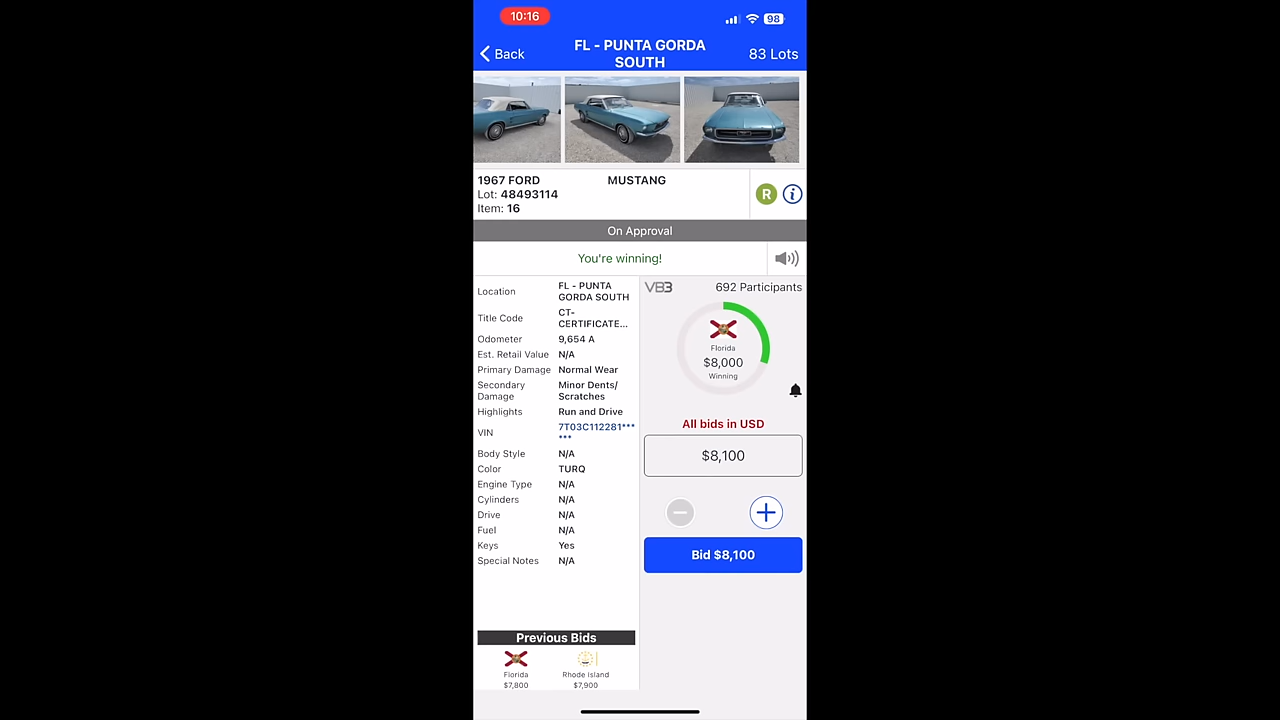 10:16
98
Back
FL - PUNTA GORDA
SOUTH
83 Lots
1967 FORD MUSTANG
Lot: 48493114
Item: 16
R
On Approval
You're winning!
Location FL - PUNTA
GORDA SOUTH
Title Code CT-
CERTIFICATE...
Odometer 9,654 A
Est. Retail Value N/A
Primary Damage Normal Wear
Secondary Damage Minor Dents/
Scratches
Highlights Run and Drive
VIN 7T03C112281***
***
Body Style N/A
Color TURQ
Engine Type N/A
Cylinders N/A
Drive N/A
Fuel N/A
Keys Yes
Special Notes N/A
Previous Bids
Florida
$7,800
Rhode Island
$7,900
VB3 692 Participants
Florida
$8,000
Winning
All bids in USD
$8,100
Bid $8,100